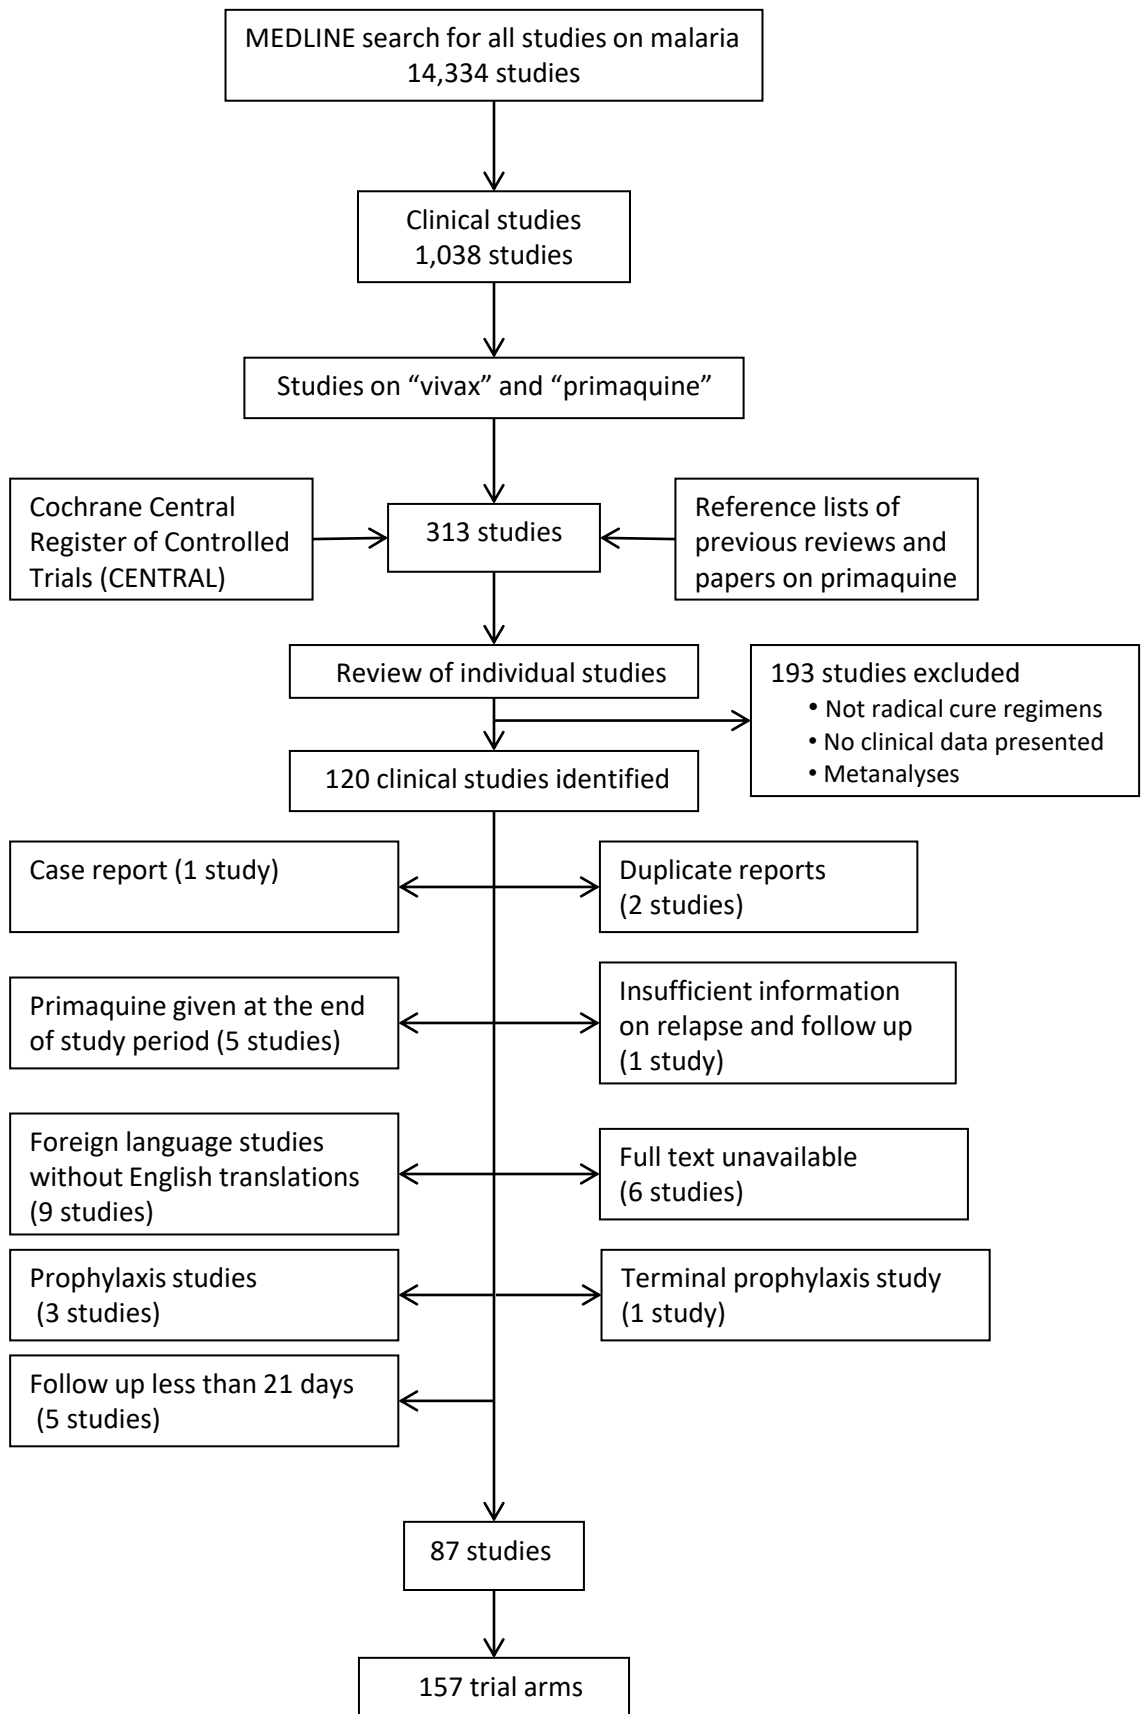 MEDLINE search for all studies on malaria
14,334 studies
Clinical studies
1,038 studies
Studies on “vivax” and “primaquine”
Cochrane Central
Register of Controlled
Trials (CENTRAL)
313 studies
Reference lists of
previous reviews and
papers on primaquine
Review of individual studies
193 studies excluded
• Not radical cure regimens
• No clinical data presented
• Metanalyses
120 clinical studies identified
Case report (1 study)
Duplicate reports
(2 studies)
Primaquine given at the end
of study period (5 studies)
Insufficient information
on relapse and follow up
(1 study)
Foreign language studies
without English translations
(9 studies)
Full text unavailable
(6 studies)
Prophylaxis studies
(3 studies)
Terminal prophylaxis study
(1 study)
Follow up less than 21 days
(5 studies)
87 studies
157 trial arms